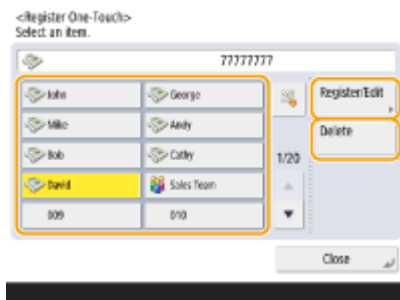 <Register One-Touch>
Select an item.
77777777
John
George
Register/Edit
Mike
Andy
Delete
Bob
Cathy
1/20
David
Sales Team
009
010
Close